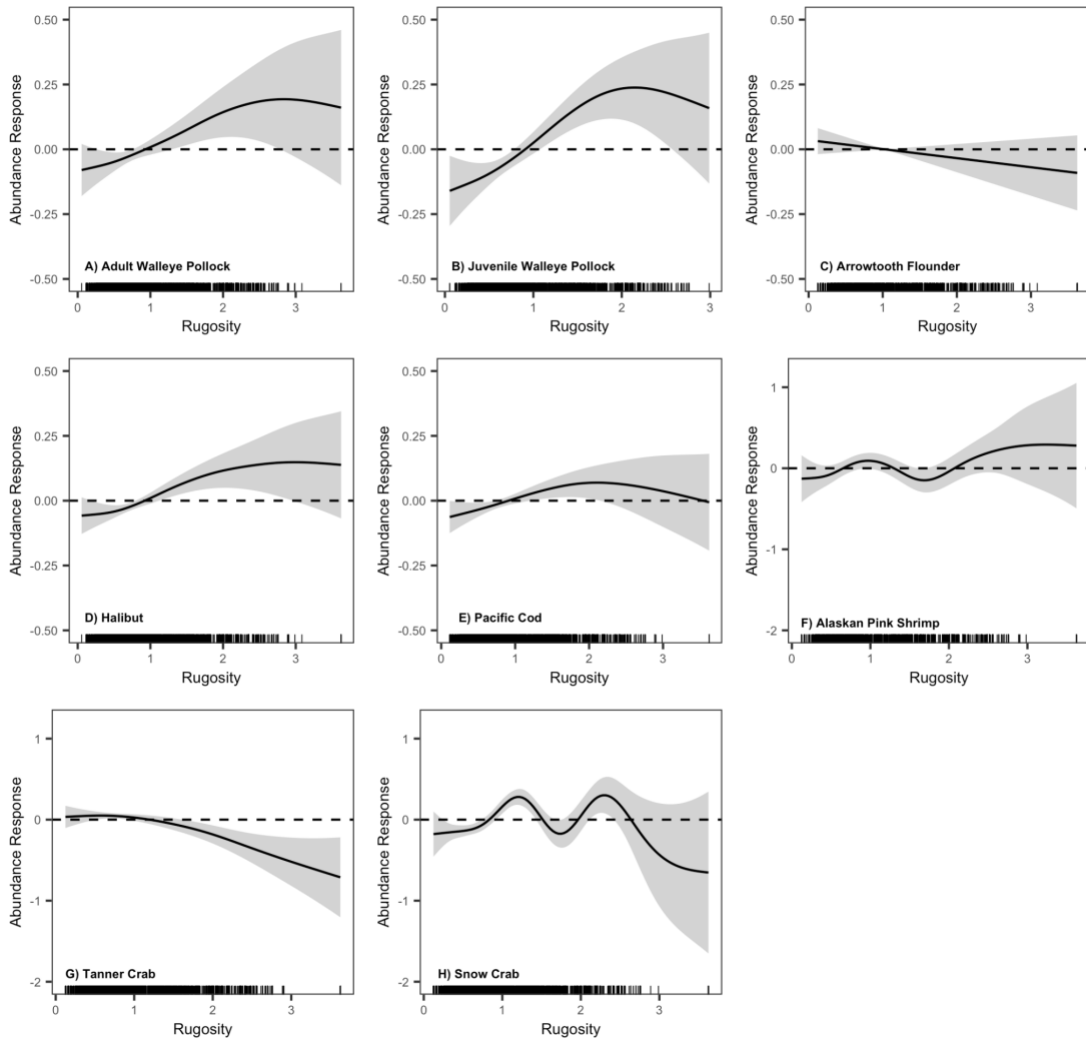 0.50
0.25
0.00
-0.25
-0.50
Abundance Response
A) Adult Walleye Pollock
0 1 2 3
Rugosity
0.50
0.25
0.00
-0.25
-0.50
Abundance Response
B) Juvenile Walleye Pollock
0 1 2 3
Rugosity
0.50
0.25
0.00
-0.25
-0.50
Abundance Response
C) Arrowtooth Flounder
0 1 2 3
Rugosity
0.50
0.25
0.00
-0.25
-0.50
Abundance Response
D) Halibut
0 1 2 3
Rugosity
0.50
0.25
0.00
-0.25
-0.50
Abundance Response
E) Pacific Cod
0 1 2 3
Rugosity
1
0
-1
-2
Abundance Response
F) Alaskan Pink Shrimp
0 1 2 3
Rugosity
1
0
-1
-2
Abundance Response
G) Tanner Crab
0 1 2 3
Rugosity
1
0
-1
-2
Abundance Response
H) Snow Crab
0 1 2 3
Rugosity